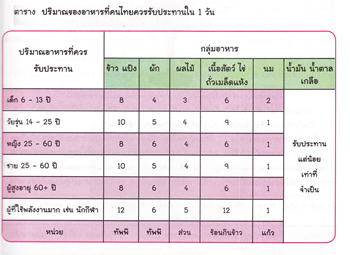 ตาราง ปริมาณของอาหารที่คนไทยควรรับประทานใน 1 วัน
ปริมาณอาหารที่ควร
รับประทาน
กลุ่มอาหาร
ข้าว แป้ง ผัก ผลไม้ เนื้อสัตว์ ไข่
ถั่วเมล็ดแห้ง
นม น้ำมัน น้ำตาล
เกลือ
เด็ก 6 - 13 ปี 8 4 3 6 2
วัยรุ่น 14 - 25 ปี 10 5 4 9 1
หญิง 25 - 60 ปี 8 6 4 6 1
ชาย 25 - 60 ปี 10 5 4 9 1
ผู้สูงอายุ 60+ ปี 8 6 4 6 1
ผู้ที่ใช้พลังงานมาก เช่น นักกีฬา 12 6 5 12 1
หน่วย ทัพพี ทัพพี ส่วน ช้อนกินข้าว แก้ว
รับประทาน
แต่น้อย
เท่าที่
จำเป็น